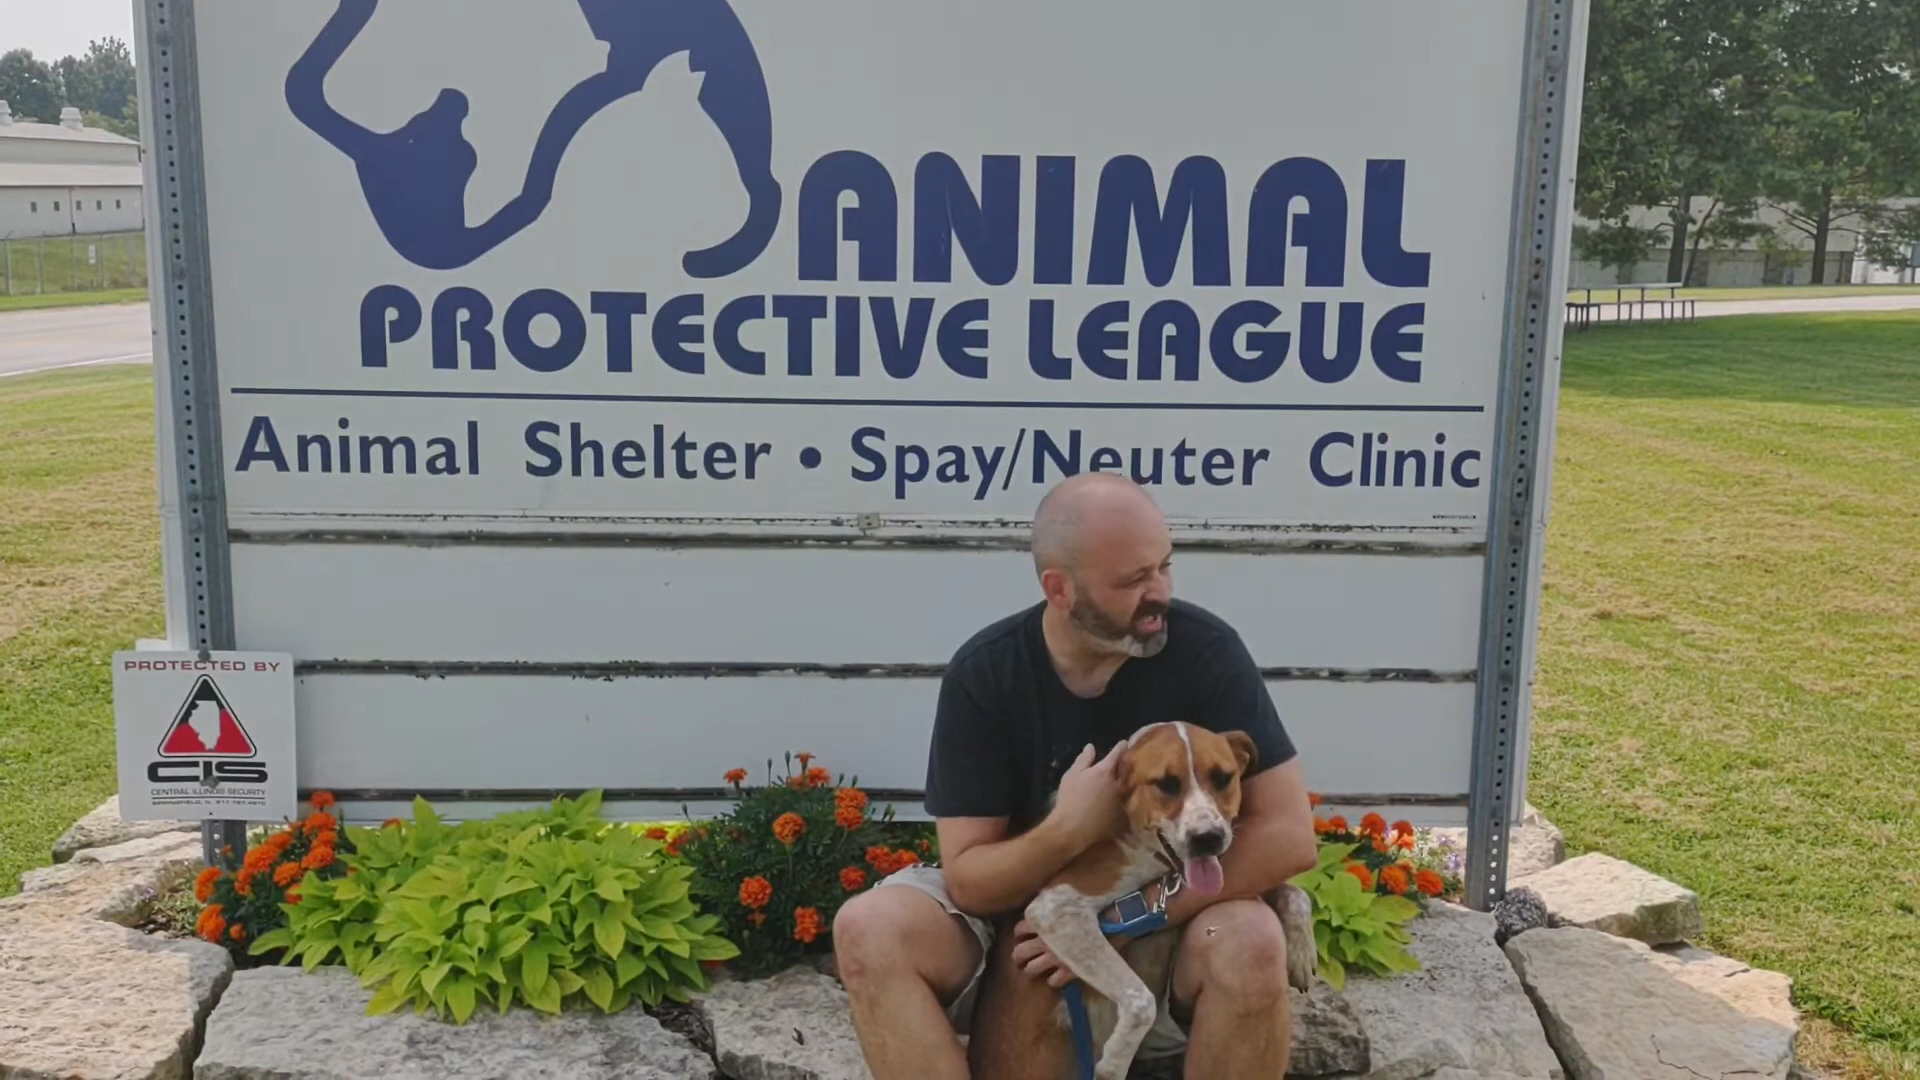 ANIMAL
PROTECTIVE LEAGUE
Animal Shelter • Spay/Neuter Clinic
PROTECTED BY
CIS
CENTRAL ILLINOIS SECURITY